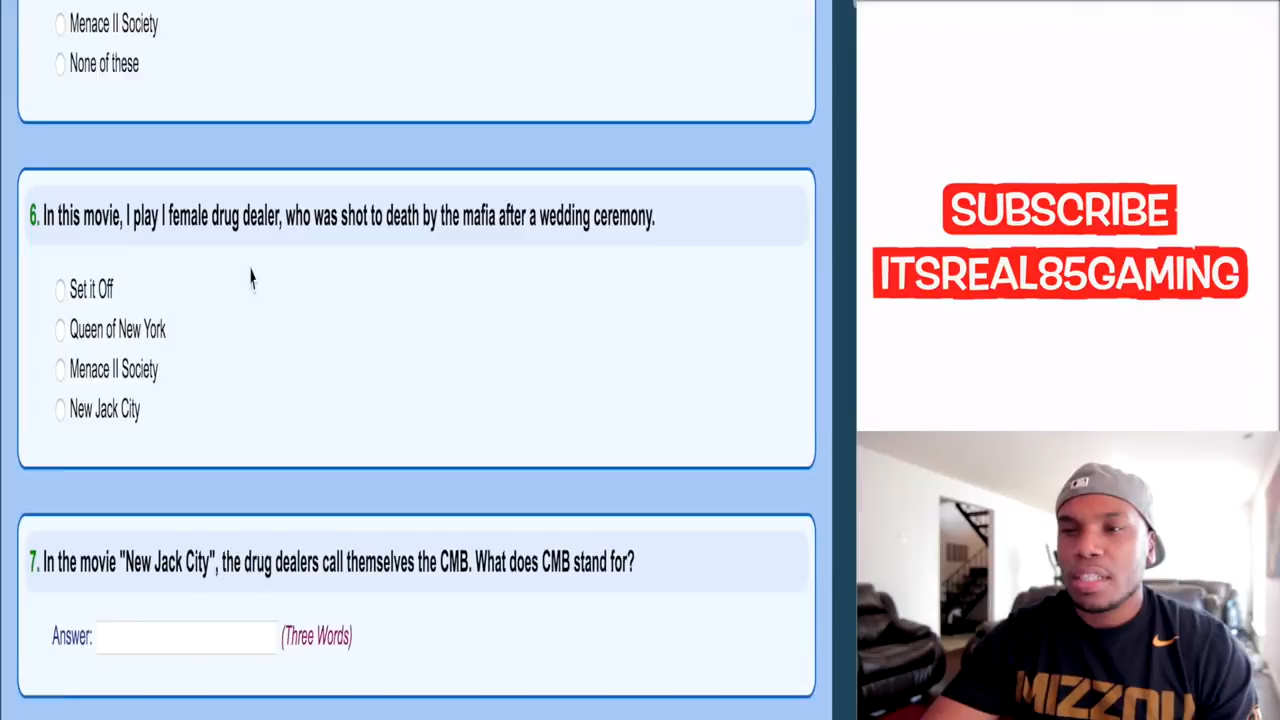 Menace II Society
None of these
6. In this movie, I play I female drug dealer, who was shot to death by the mafia after a wedding ceremony.
Set it Off
Queen of New York
Menace II Society
New Jack City
7. In the movie "New Jack City", the drug dealers call themselves the CMB. What does CMB stand for?
Answer: (Three Words)
SUBSCRIBE
ITSREAL85GAMING
MIZZOU